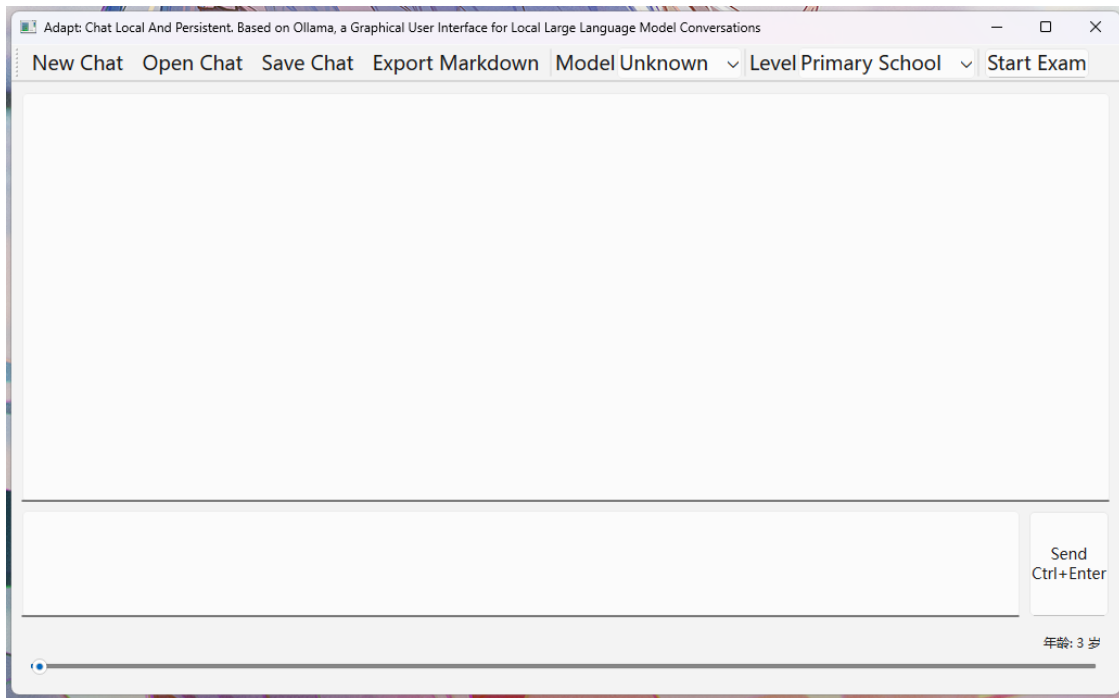 Adapt: Chat Local And Persistent. Based on Ollama, a Graphical User Interface for Local Large Language Model Conversations
New Chat Open Chat Save Chat Export Markdown Model Unknown Level Primary School Start Exam
Send
Ctrl+Enter
年龄: 3 岁